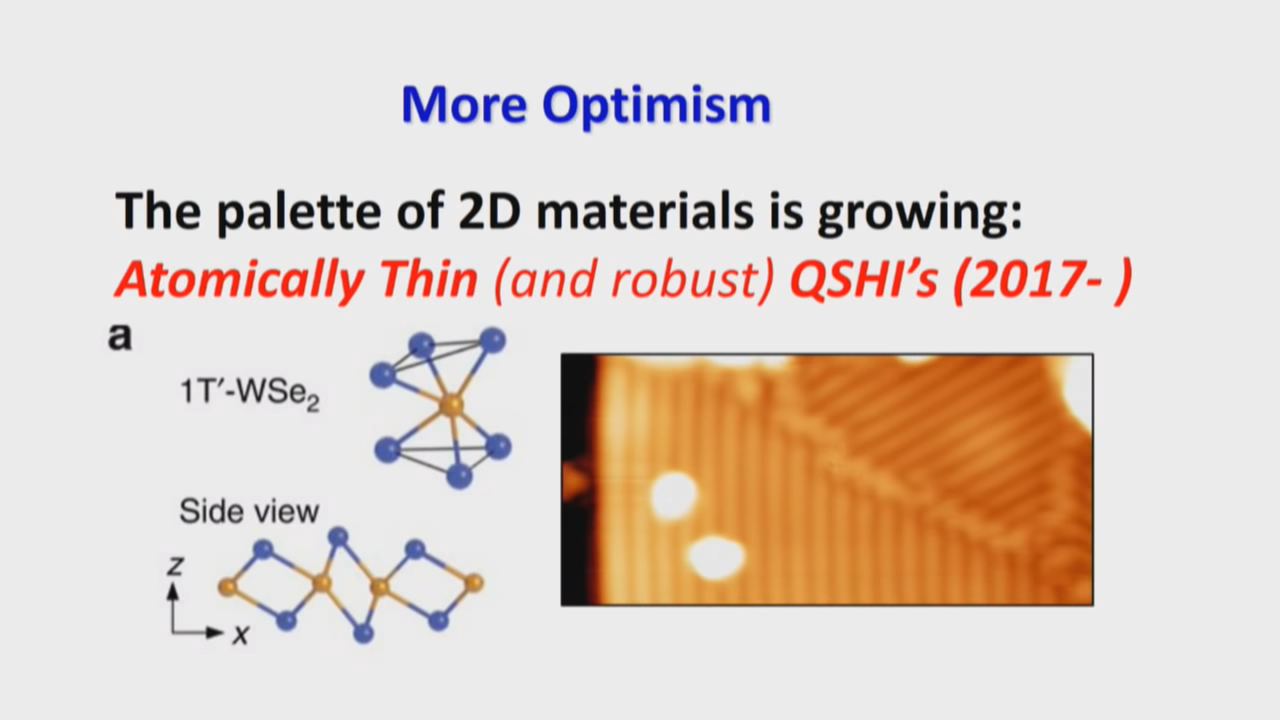 More Optimism
The palette of 2D materials is growing:
Atomically Thin (and robust) QSHI's (2017- )
a
1T′-WSe₂
Side view
z
x